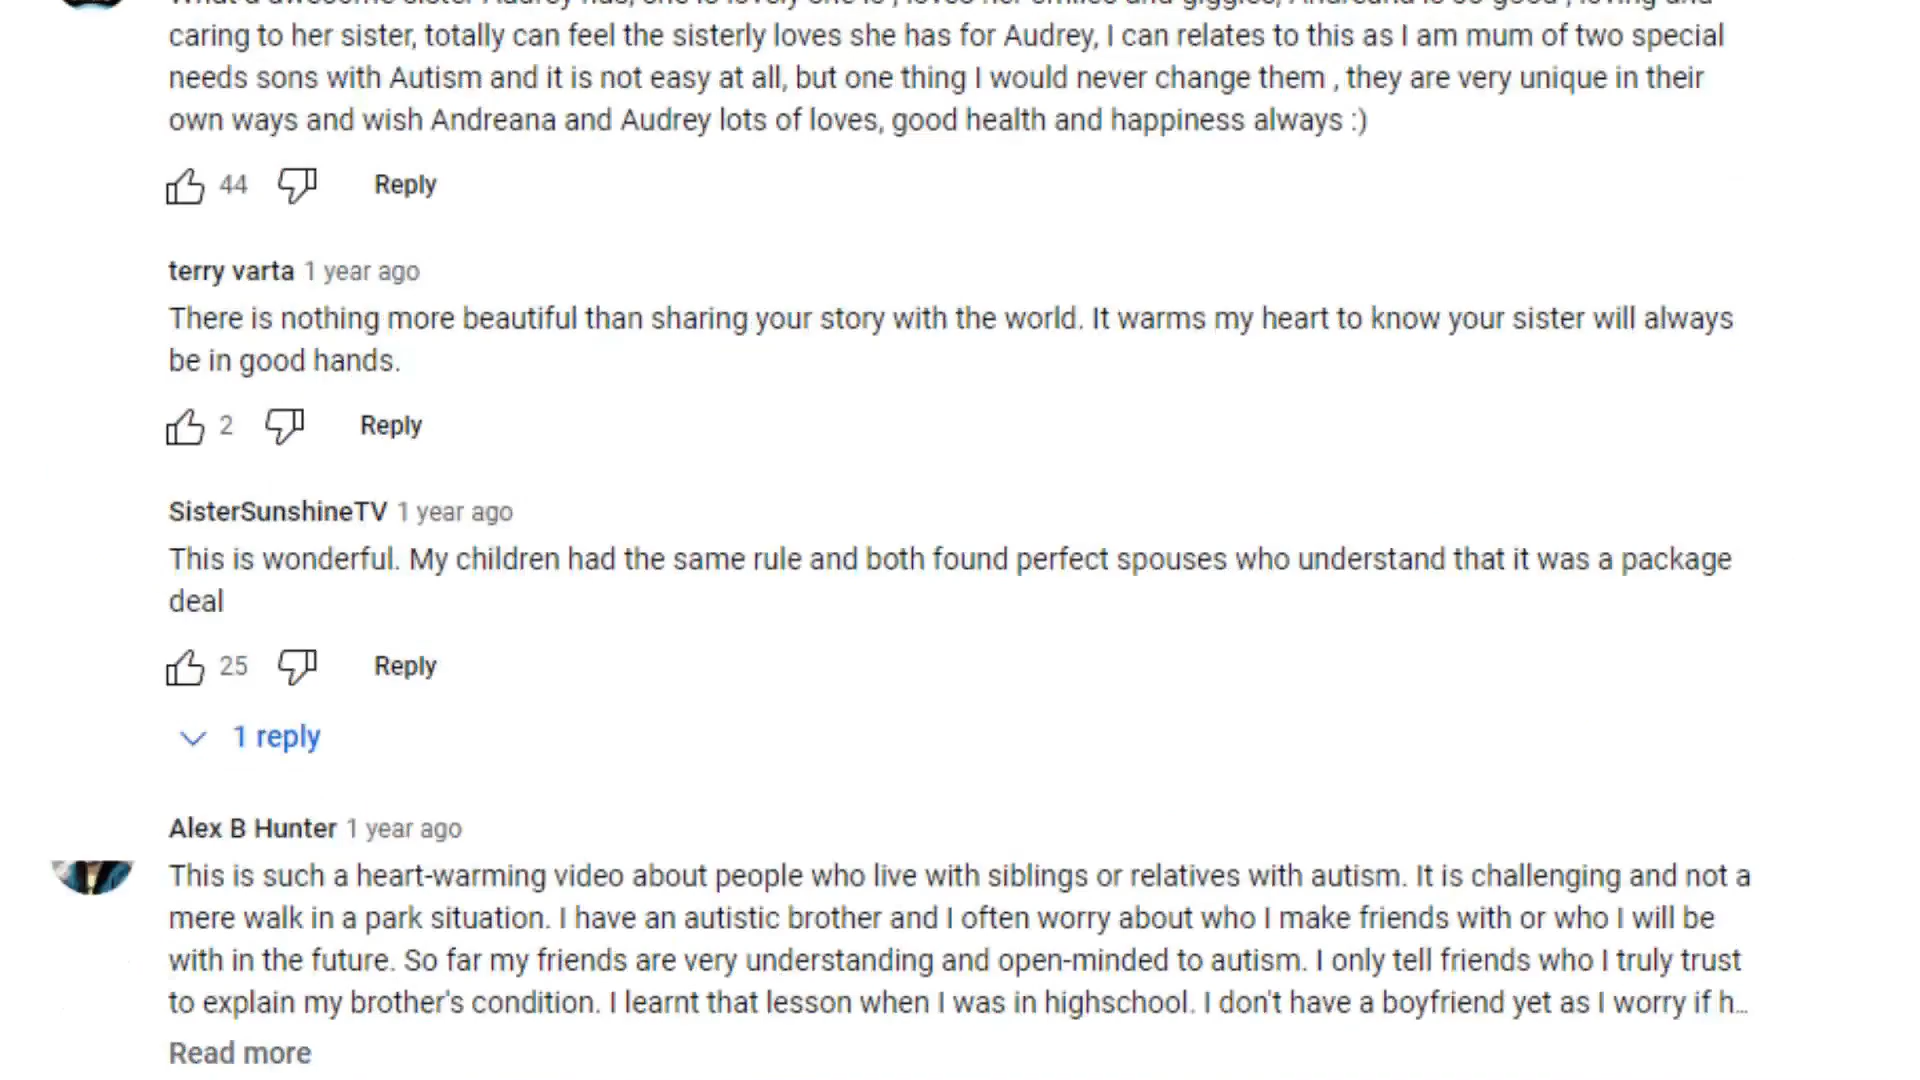 caring to her sister, totally can feel the sisterly loves she has for Audrey, I can relates to this as I am mum of two special
needs sons with Autism and it is not easy at all, but one thing I would never change them , they are very unique in their
own ways and wish Andreana and Audrey lots of loves, good health and happiness always :)
44 Reply
terry varta 1 year ago
There is nothing more beautiful than sharing your story with the world. It warms my heart to know your sister will always
be in good hands.
2 Reply
SisterSunshineTV 1 year ago
This is wonderful. My children had the same rule and both found perfect spouses who understand that it was a package
deal
25 Reply
1 reply
Alex B Hunter 1 year ago
This is such a heart-warming video about people who live with siblings or relatives with autism. It is challenging and not a
mere walk in a park situation. I have an autistic brother and I often worry about who I make friends with or who I will be
with in the future. So far my friends are very understanding and open-minded to autism. I only tell friends who I truly trust
to explain my brother's condition. I learnt that lesson when I was in highschool. I don't have a boyfriend yet as I worry if h...
Read more